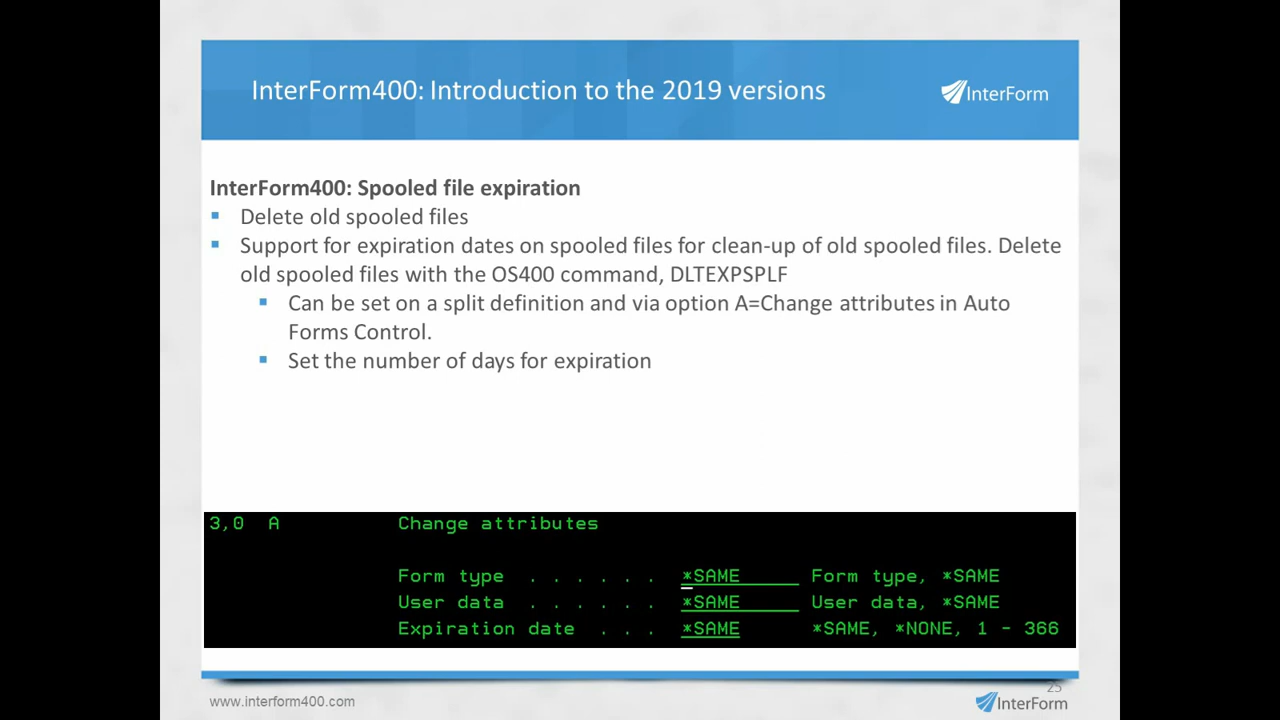 InterForm400: Introduction to the 2019 versions
InterForm
InterForm400: Spooled file expiration
Delete old spooled files
Support for expiration dates on spooled files for clean-up of old spooled files. Delete
old spooled files with the OS400 command, DLTEXPSPLF
Can be set on a split definition and via option A=Change attributes in Auto
Forms Control.
Set the number of days for expiration
3,0 A Change attributes
Form type . . . . . . *SAME Form type, *SAME
User data . . . . . . *SAME User data, *SAME
Expiration date . . . *SAME *SAME, *NONE, 1 - 366
25
www.interform400.com
InterForm